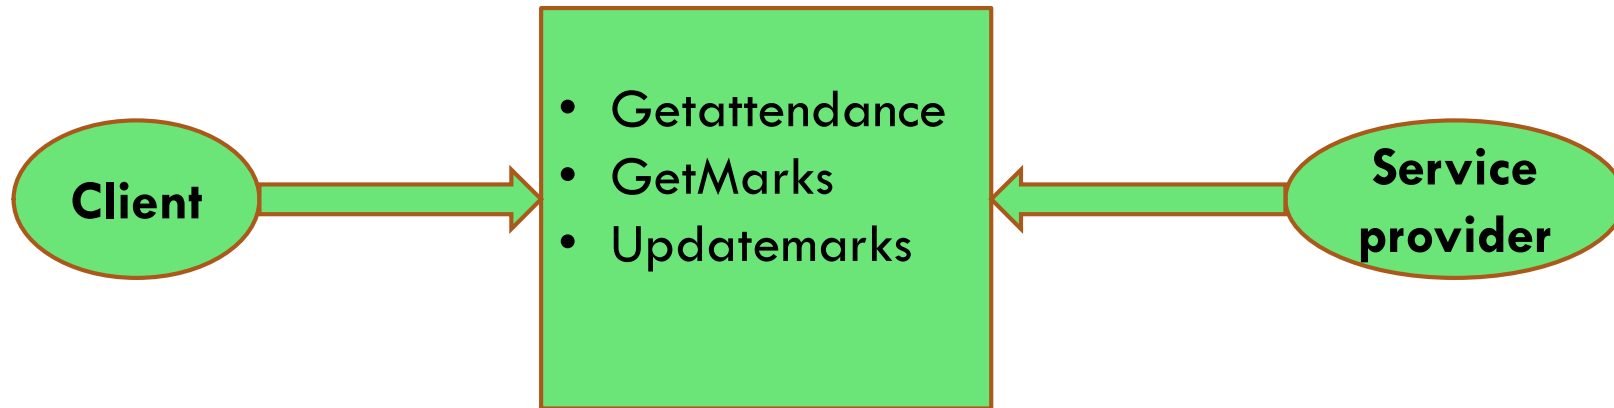 Client
• Getattendance
• GetMarks
• Updatemarks
Service
provider